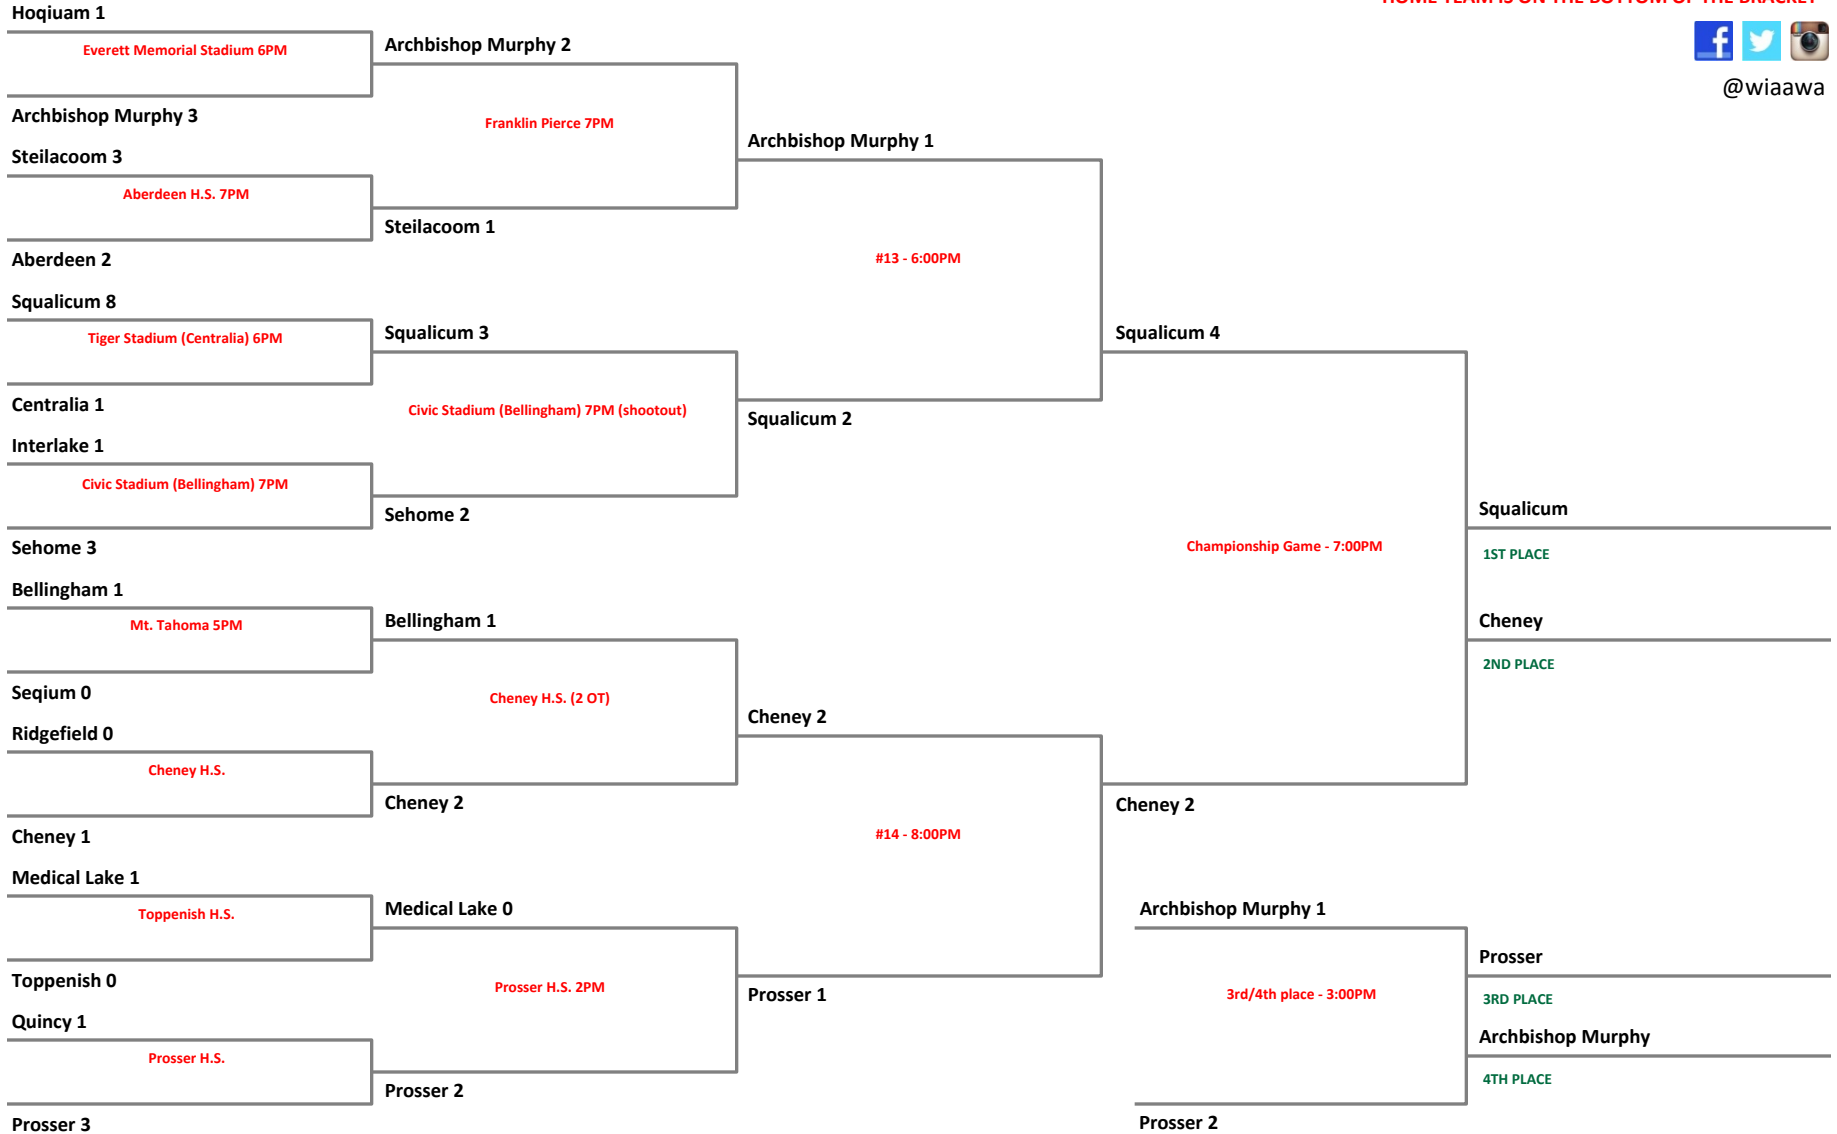 HOME TEAM IS ON THE BOTTOM OF THE BRACKET
@wiaawa
Hoqiuam 1
Everett Memorial Stadium 6PM
Archbishop Murphy 3
Steilacoom 3
Aberdeen H.S. 7PM
Aberdeen 2
Squalicum 8
Tiger Stadium (Centralia) 6PM
Centralia 1
Interlake 1
Civic Stadium (Bellingham) 7PM
Sehome 3
Bellingham 1
Mt. Tahoma 5PM
Seqium 0
Ridgefield 0
Cheney H.S.
Cheney 1
Medical Lake 1
Toppenish H.S.
Toppenish 0
Quincy 1
Prosser H.S.
Prosser 3
Archbishop Murphy 2
Franklin Pierce 7PM
Steilacoom 1
Squalicum 3
Civic Stadium (Bellingham) 7PM (shootout)
Sehome 2
Bellingham 1
Cheney H.S. (2 OT)
Cheney 2
Medical Lake 0
Prosser H.S. 2PM
Prosser 2
Archbishop Murphy 1
#13 - 6:00PM
Squalicum 2
Cheney 2
#14 - 8:00PM
Prosser 1
Squalicum 4
Championship Game - 7:00PM
Cheney 2
Archbishop Murphy 1
3rd/4th place - 3:00PM
Prosser 2
Squalicum
1ST PLACE
Cheney
2ND PLACE
Prosser
3RD PLACE
Archbishop Murphy
4TH PLACE